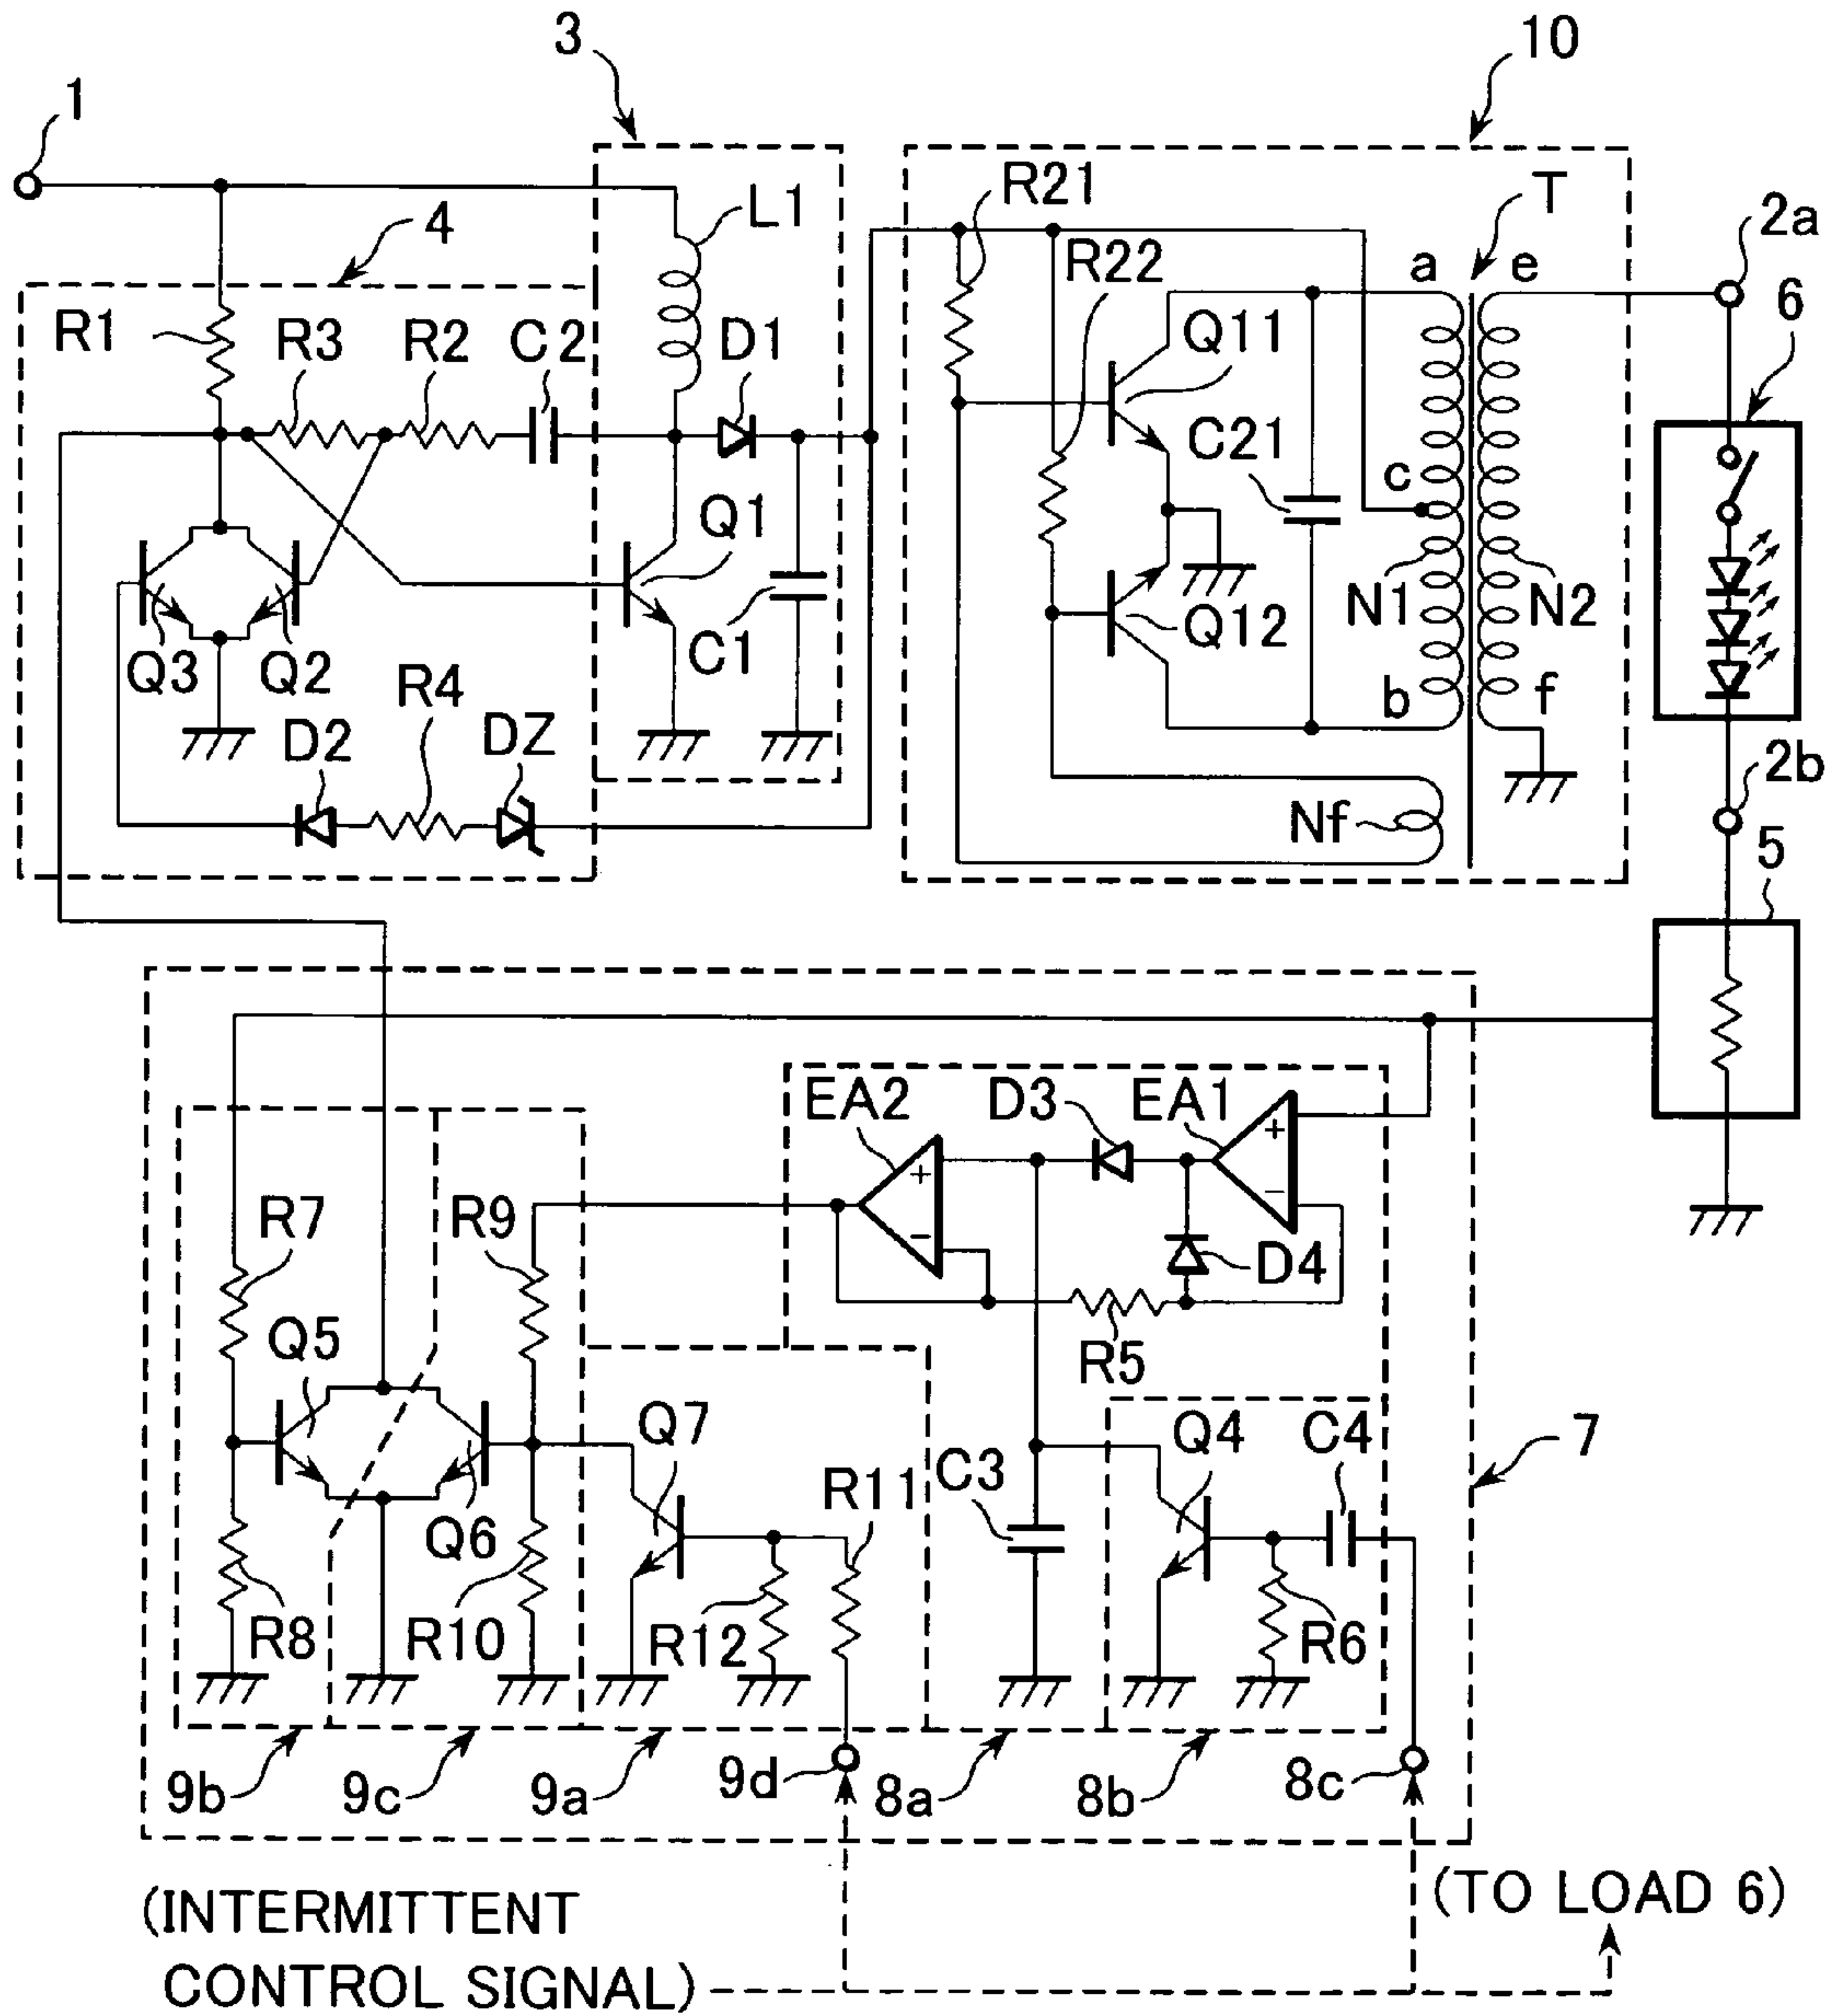 3
10
1
R21
T
L1
4
2a
a
e
6
R22
R1
R3
R2
C2
D1
Q11
C21
c
Q1
N1
N2
Q12
C1
Q3
Q2
R4
b
f
D2
DZ
2b
Nf
5
EA2
D3
EA1
+
+
−
R7
R9
−
D4
Q5
R5
Q7
Q4
C4
7
C3
R11
Q6
R8
R10
R12
R6
9b
9c
9a
9d
8a
8b
8c
(INTERMITTENT
CONTROL SIGNAL)
(TO LOAD 6)